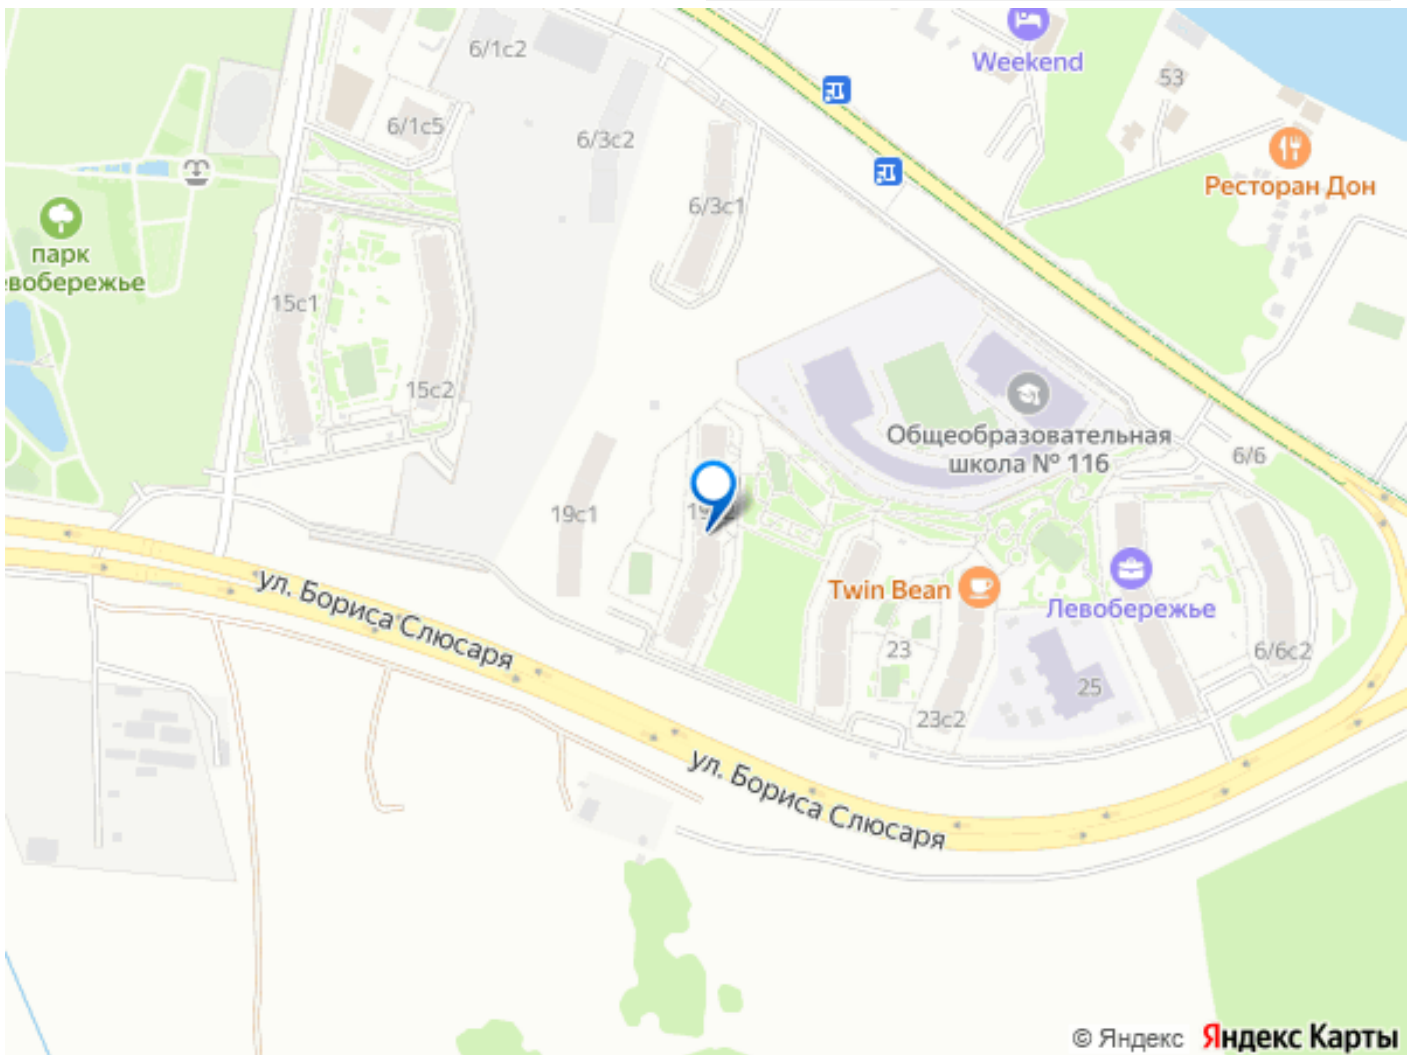 6/1с2
Weekend
53
6/1с5
6/3с2
Ресторан Дон
6/3с1
парк
евобережье
15с1
15с2
Общеобразовательная
школа № 116
6/6
19с1
ул. Бориса Слюсаря
Twin Bean
Левобережье
23
6/6с2
25
23с2
ул. Бориса Слюсаря
© Яндекс Яндекс Карты